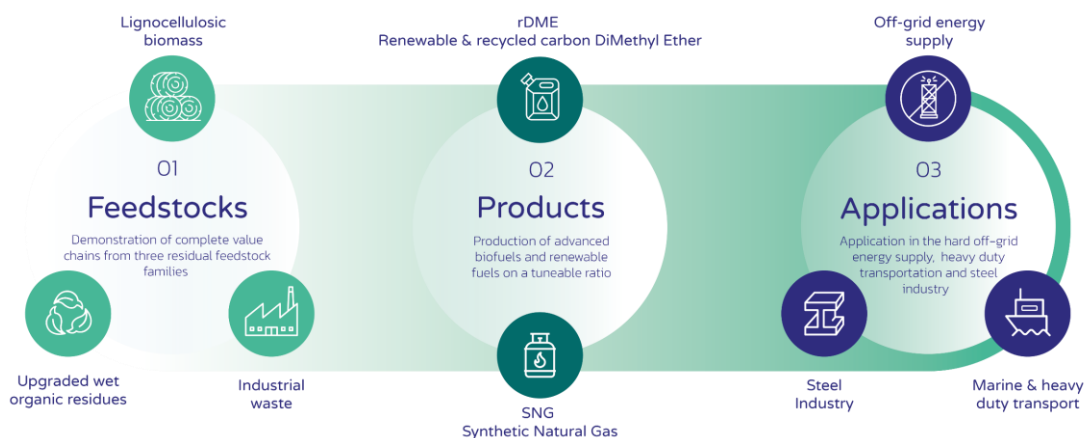 Lignocellulosic
biomass
01
Feedstocks
Demonstration of complete value
chains from three residual feedstock
families
Upgraded wet
organic residues
Industrial
waste
rDME
Renewable & recycled carbon DiMethyl Ether
02
Products
Production of advanced
biofuels and renewable
fuels on a tuneable ratio
SNG
Synthetic Natural Gas
Off-grid energy
supply
03
Applications
Application in the hard off-grid
energy supply, heavy duty
transportation and steel
industry
Steel
Industry
Marine & heavy
duty transport